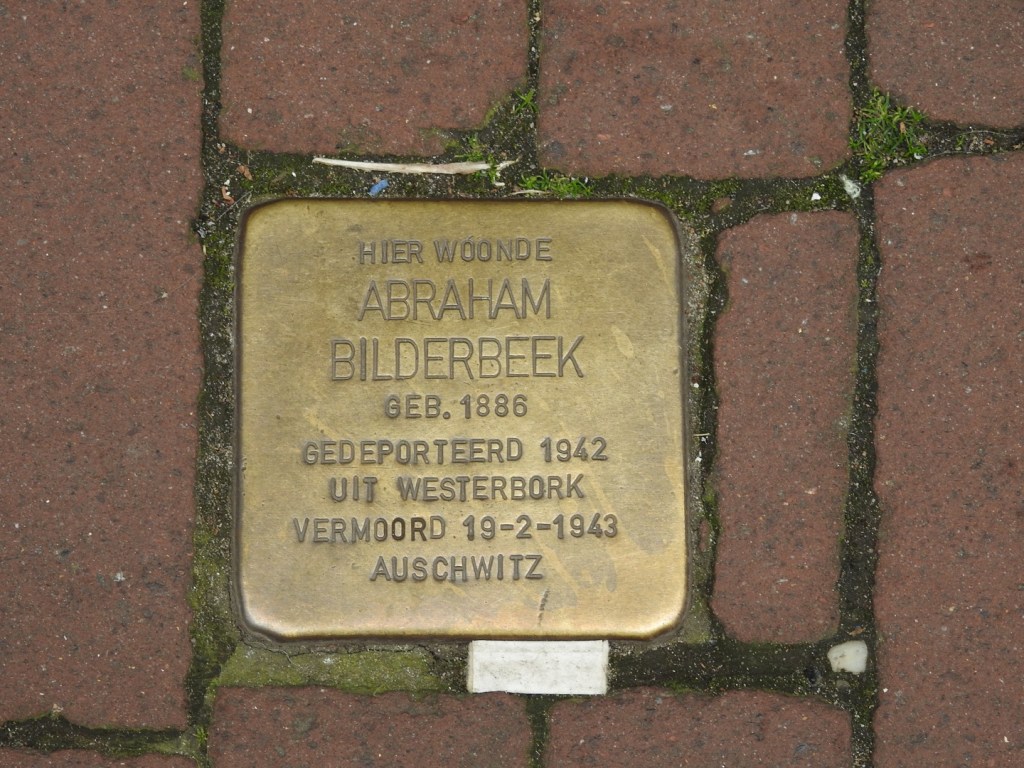 HIER WOONDE
ABRAHAM
BILDERBEEK
GEB. 1886
GEDEPORTEERD 1942
UIT WESTERBORK
VERMOORD 19-2-1943
AUSCHWITZ